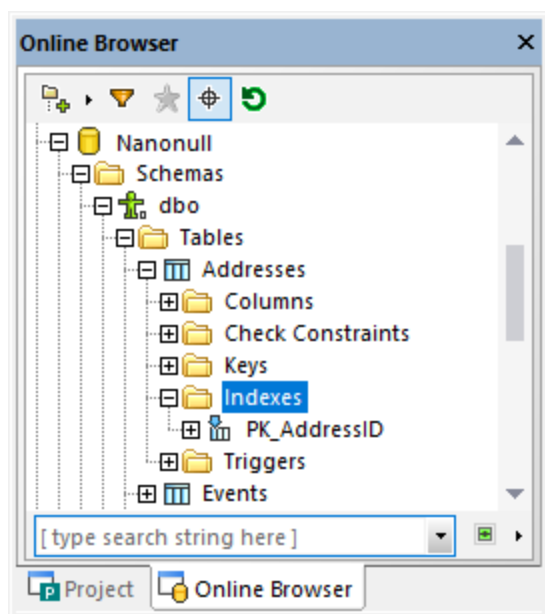 Online Browser
Nanonull
Schemas
dbo
Tables
Addresses
Columns
Check Constraints
Keys
Indexes
PK_AddressID
Triggers
Events
[ type search string here ]
Project Online Browser